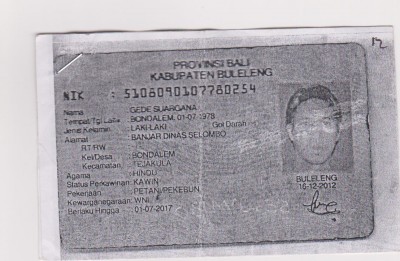 PROVINSI BALI
KABUPATEN BULELENG
NIK : 5108090107780254
Nama : GEDE SUARGANA
Tempat/Tgl Lahir : BONDALEM, 01-07-1978
Jenis Kelamin : LAKI-LAKI Gol Darah
Alamat : BANJAR DINAS SELOMBO
RT/RW
Kel/Desa : BONDALEM
Kecamatan : TEJAKULA
Agama : HINDU
Status Perkawinan: KAWIN
Pekerjaan : PETANI/PEKEBUN
Kewarganegaraan: WNI
Berlaku Hingga : 01-07-2017
BULELENG
16-12-2012